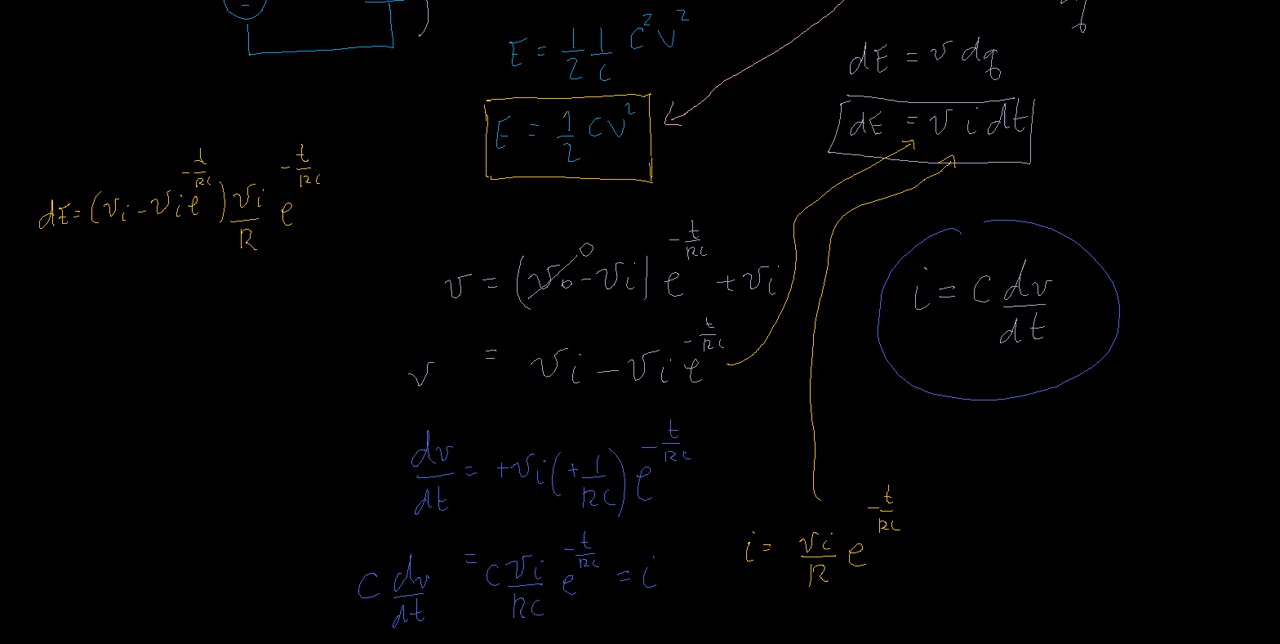 -
E = 1/2 1/C C²V²
q
dE = v dq
E = 1/2 CV²
dE = v i dt
dE = (vi - vi e^(-t/RC)) vi/R e^(-t/RC)
v = (v₀ - vi) e^(-t/RC) + vi
0
v = vi - vi e^(-t/RC)
i = C dv/dt
dv/dt = +vi (+1/RC) e^(-t/RC)
i = vi/R e^(-t/RC)
C dv/dt = C vi/RC e^(-t/RC) = i